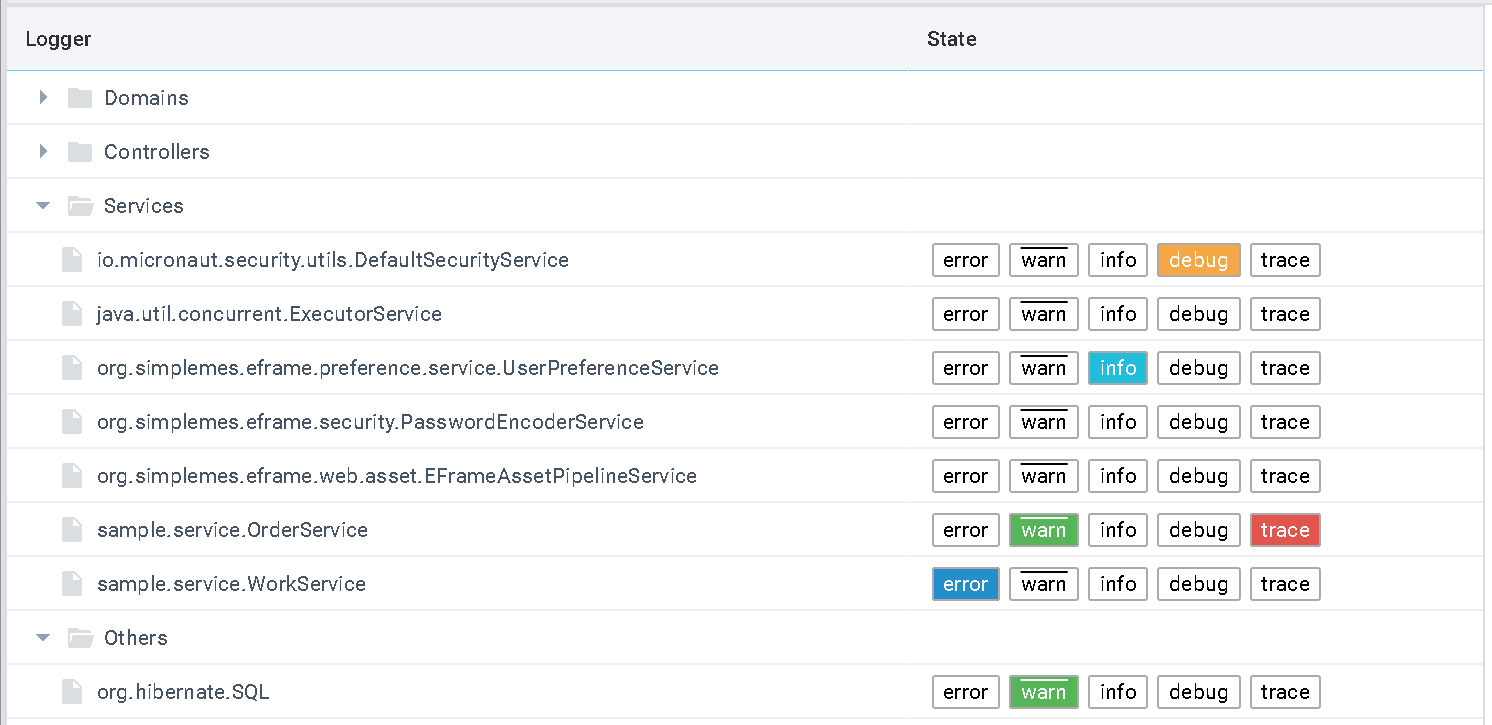 Logger State
Domains
Controllers
Services
io.micronaut.security.utils.DefaultSecurityService error warn info debug trace
java.util.concurrent.ExecutorService error warn info debug trace
org.simplemes.eframe.preference.service.UserPreferenceService error warn info debug trace
org.simplemes.eframe.security.PasswordEncoderService error warn info debug trace
org.simplemes.eframe.web.asset.EFrameAssetPipelineService error warn info debug trace
sample.service.OrderService error warn info debug trace
sample.service.WorkService error warn info debug trace
Others
org.hibernate.SQL error warn info debug trace